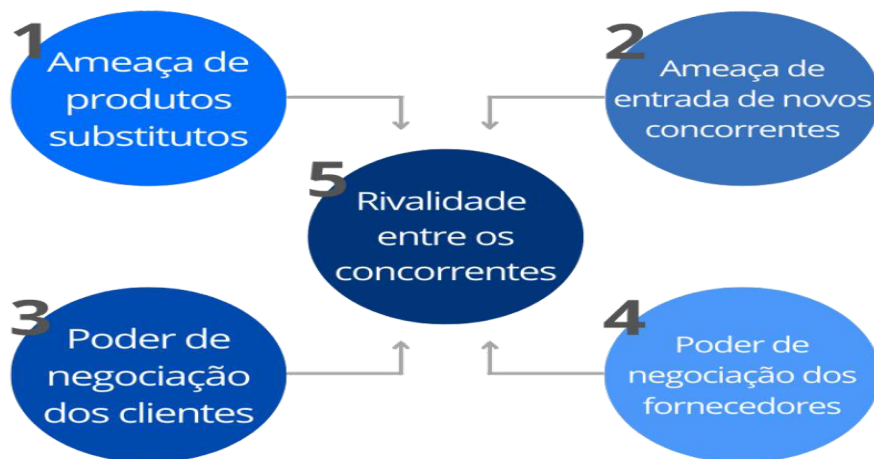 1
Ameaça de
produtos
substitutos
2
Ameaça de
entrada de novos
concorrentes
5
Rivalidade
entre os
concorrentes
3
Poder de
negociação
dos clientes
4
Poder de
negociação dos
fornecedores